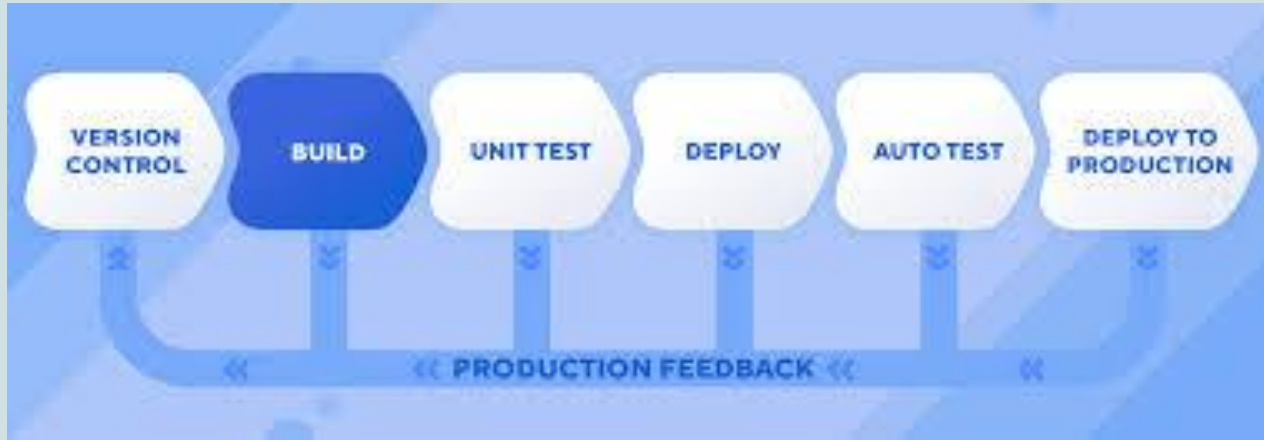 VERSION
CONTROL
BUILD
UNIT TEST
DEPLOY
AUTO TEST
DEPLOY TO
PRODUCTION
PRODUCTION FEEDBACK